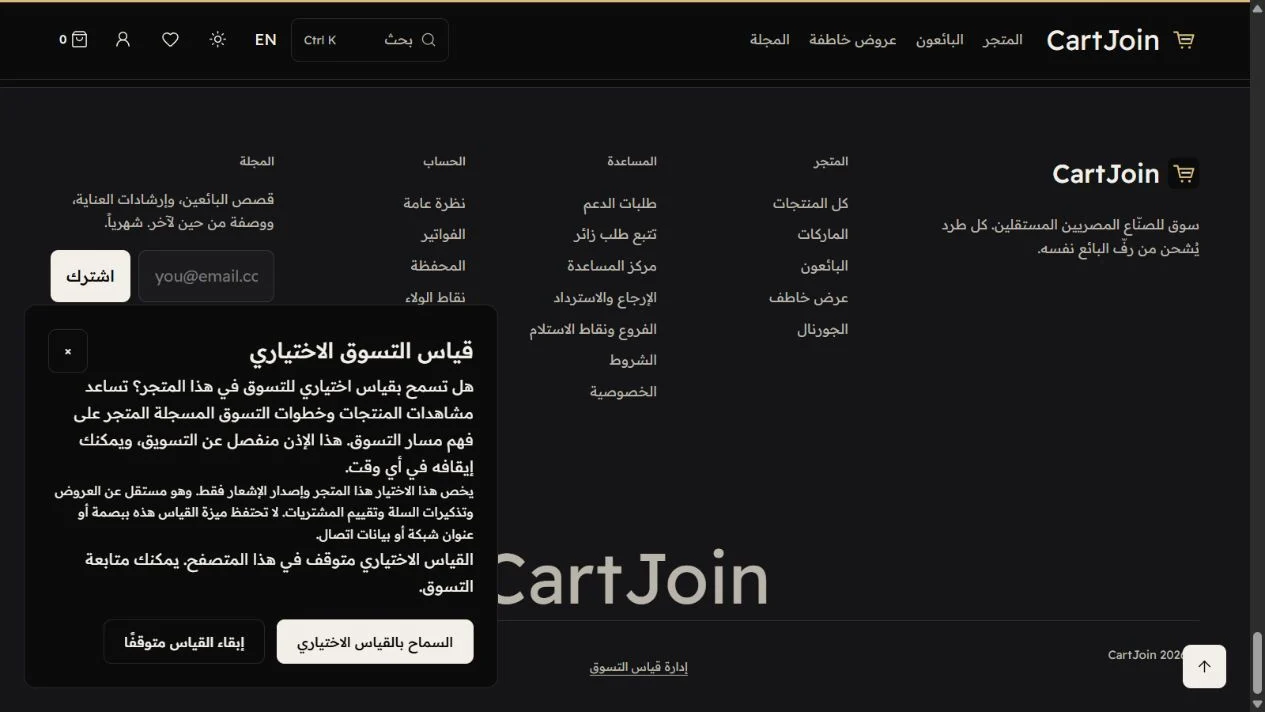 CartJoin
المتجر
البائعون
عروض خاطفة
المجلة
بحث
Ctrl K
EN
0
CartJoin
سوق للصنّاع المصريين المستقلين. كل طرد
يُشحن من رفّ البائع نفسه.
المتجر
كل المنتجات
الماركات
البائعون
عرض خاطف
الجورنال
المساعدة
طلبات الدعم
تتبع طلب زائر
مركز المساعدة
الإرجاع والاسترداد
الفروع ونقاط الاستلام
الشروط
الخصوصية
الحساب
نظرة عامة
الفواتير
المحفظة
نقاط الولاء
المجلة
قصص البائعين، وإرشادات العناية،
ووصفة من حين لآخر. شهرياً.
you@email.cc
اشترك
قياس التسوق الاختياري
×
هل تسمح بقياس اختياري للتسوق في هذا المتجر؟ تساعد
مشاهدات المنتجات وخطوات التسوق المسجلة المتجر على
فهم مسار التسوق. هذا الإذن منفصل عن التسويق، ويمكنك
إيقافه في أي وقت.
يخص هذا الاختيار هذا المتجر وإصدار الإشعار فقط. وهو مستقل عن العروض
وتذكيرات السلة وتقييم المشتريات. لا تحتفظ ميزة القياس هذه ببصمة أو
عنوان شبكة أو بيانات اتصال.
القياس الاختياري متوقف في هذا المتصفح. يمكنك متابعة
التسوق.
السماح بالقياس الاختياري
إبقاء القياس متوقفًا
CartJoin
CartJoin 2026
إدارة قياس التسوق